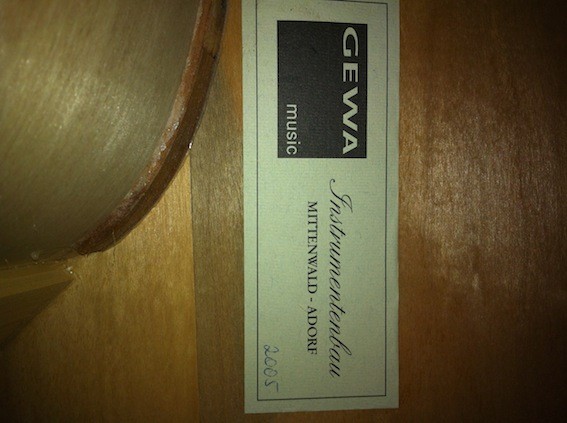 GEWA
music
Instrumentenbau
MITTENWALD - ADORF
2005